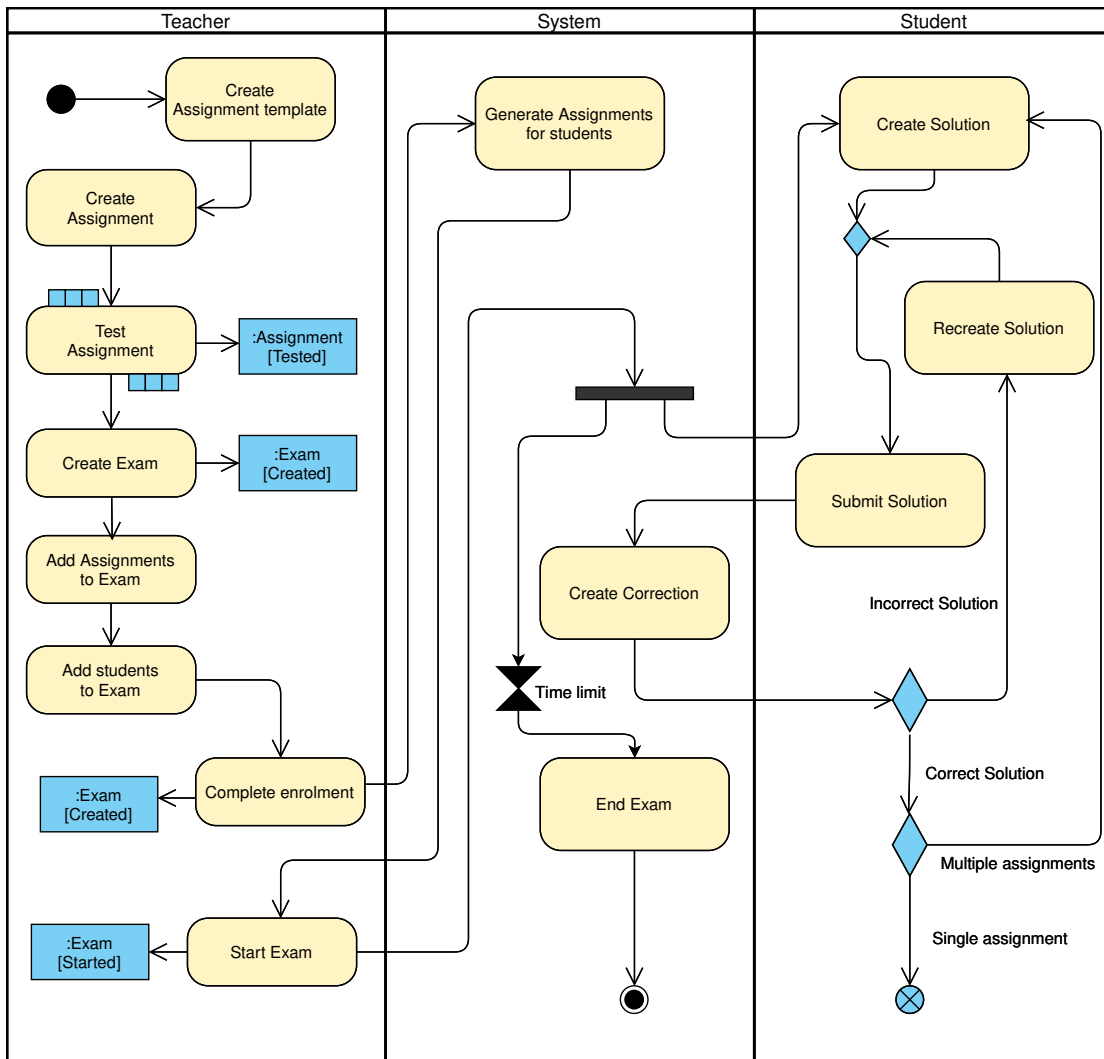 Teacher
System
Student
Create
Assignment template
Create
Assignment
Test
Assignment
:Assignment
[Tested]
Create Exam
:Exam
[Created]
Add Assignments
to Exam
Add students
to Exam
Complete enrolment
:Exam
[Created]
Start Exam
:Exam
[Started]
Generate Assignments
for students
Create Correction
Time limit
End Exam
Create Solution
Recreate Solution
Submit Solution
Incorrect Solution
Correct Solution
Multiple assignments
Single assignment